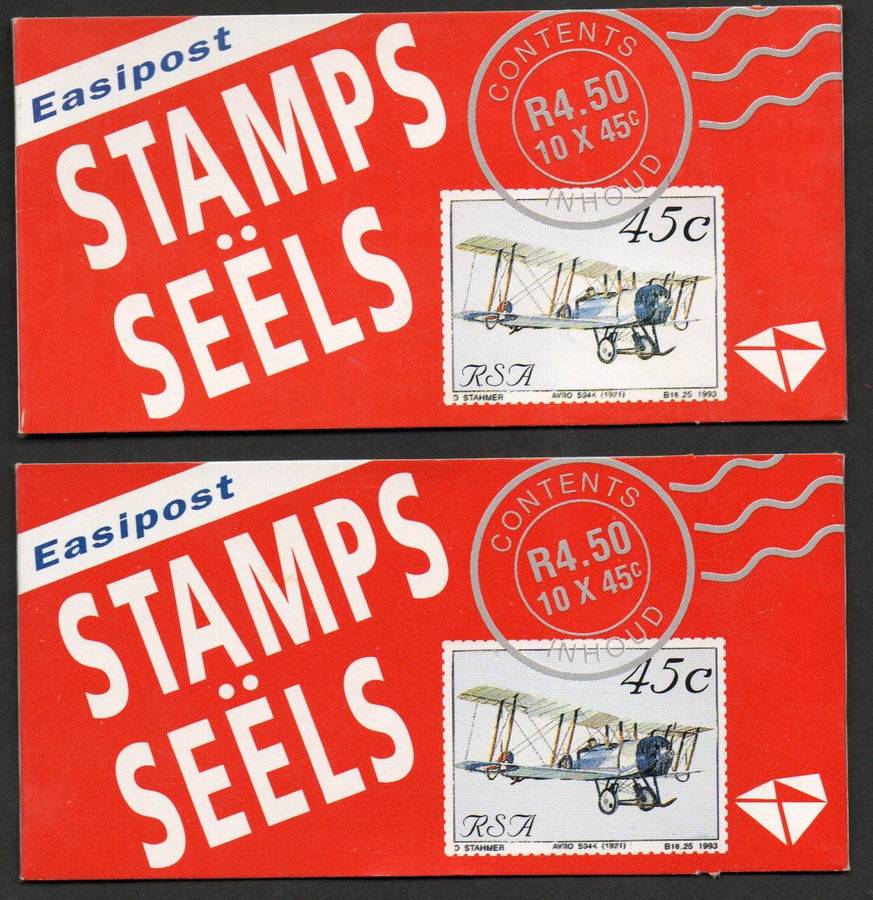 Easipost
STAMPS
SEËLS
CONTENTS
R4.50
10 X 45c
INHOUD
45c
RSA
D STAHMER AVRO 504K (1921) B16.25 1993
Easipost
STAMPS
SEËLS
CONTENTS
R4.50
10 X 45c
INHOUD
45c
RSA
D STAHMER AVRO 504K (1921) B16.25 1993